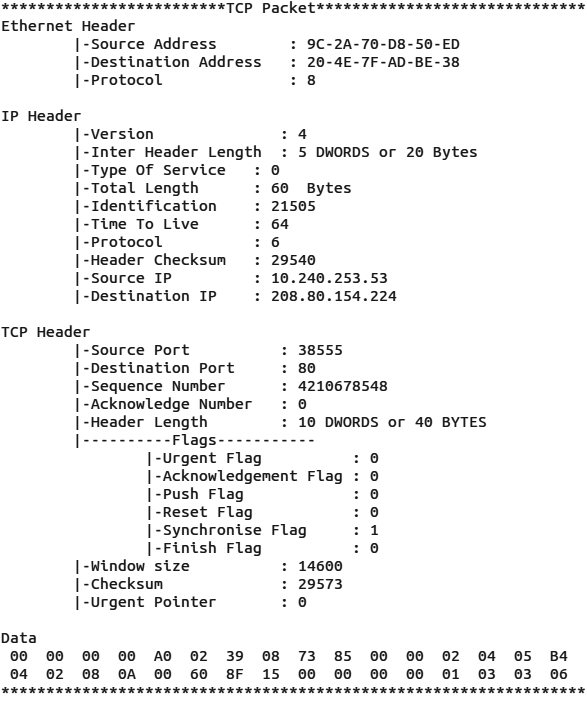 *************************TCP Packet******************************
Ethernet Header
        |-Source Address        : 9C-2A-70-D8-50-ED
        |-Destination Address   : 20-4E-7F-AD-BE-38
        |-Protocol              : 8

IP Header
        |-Version              : 4
        |-Inter Header Length  : 5 DWORDS or 20 Bytes
        |-Type Of Service   : 0
        |-Total Length      : 60  Bytes
        |-Identification    : 21505
        |-Time To Live      : 64
        |-Protocol          : 6
        |-Header Checksum   : 29540
        |-Source IP         : 10.240.253.53
        |-Destination IP    : 208.80.154.224

TCP Header
        |-Source Port          : 38555
        |-Destination Port     : 80
        |-Sequence Number      : 4210678548
        |-Acknowledge Number   : 0
        |-Header Length        : 10 DWORDS or 40 BYTES
        |----------Flags-----------
                |-Urgent Flag          : 0
                |-Acknowledgement Flag : 0
                |-Push Flag            : 0
                |-Reset Flag           : 0
                |-Synchronise Flag     : 1
                |-Finish Flag          : 0
        |-Window size          : 14600
        |-Checksum             : 29573
        |-Urgent Pointer       : 0

Data
 00  00  00  00  A0  02  39  08  73  85  00  00  02  04  05  B4
 04  02  08  0A  00  60  8F  15  00  00  00  00  01  03  03  06
*****************************************************************